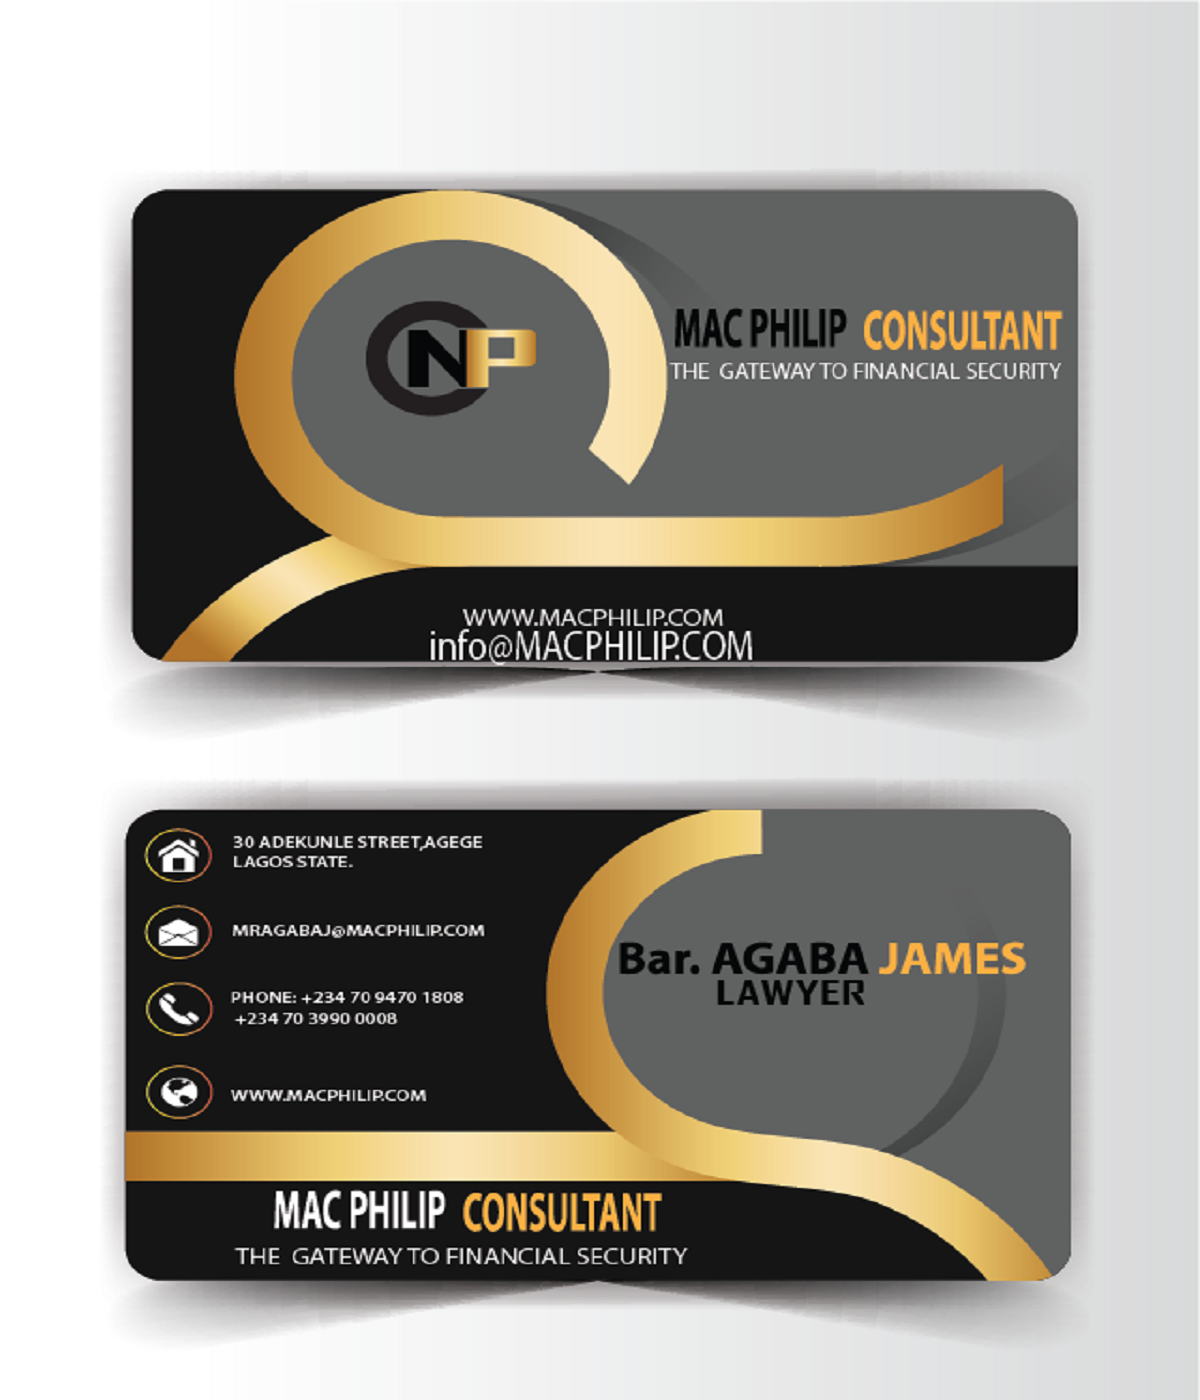 CNP
MAC PHILIP CONSULTANT
THE GATEWAY TO FINANCIAL SECURITY
WWW.MACPHILIP.COM
info@MACPHILIP.COM
30 ADEKUNLE STREET,AGEGE
LAGOS STATE.
MRAGABAJ@MACPHILIP.COM
PHONE: +234 70 9470 1808
+234 70 3990 0008
WWW.MACPHILIP.COM
Bar. AGABA JAMES
LAWYER
MAC PHILIP CONSULTANT
THE GATEWAY TO FINANCIAL SECURITY